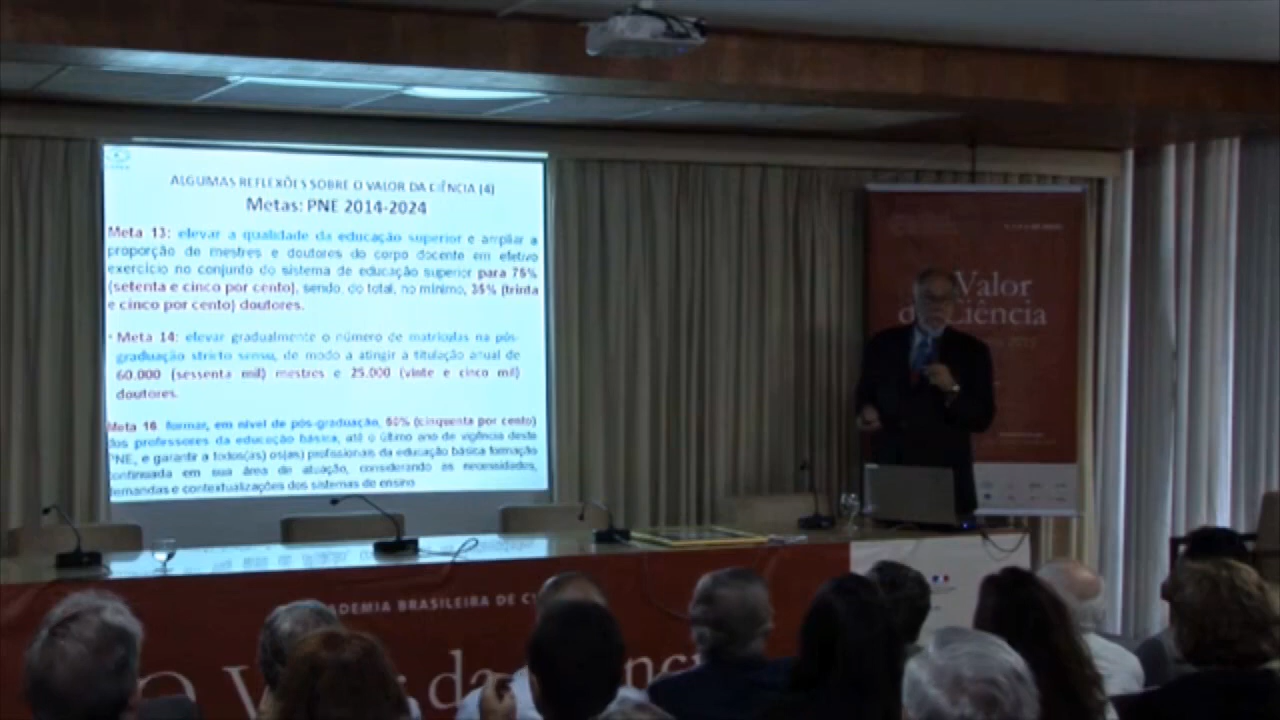 ALGUMAS REFLEXÕES SOBRE O VALOR DA CIÊNCIA (4)
Metas: PNE 2014-2024
Meta 13: elevar a qualidade da educação superior e ampliar a
proporção de mestres e doutores do corpo docente em efetivo
exercício no conjunto do sistema de educação superior para 75%
(setenta e cinco por cento), sendo, do total, no mínimo, 35% (trinta
e cinco por cento) doutores.
• Meta 14: elevar gradualmente o número de matrículas na pós-
graduação stricto sensu, de modo a atingir a titulação anual de
60.000 (sessenta mil) mestres e 25.000 (vinte e cinco mil)
doutores.
Meta 16: formar, em nível de pós-graduação, 50% (cinquenta por cento)
dos professores da educação básica, até o último ano de vigência deste
PNE, e garantir a todos(as) os(as) profissionais da educação básica formação
continuada em sua área de atuação, considerando as necessidades,
demandas e contextualizações dos sistemas de ensino
Valor
da Ciência
ADEMIA BRASILEIRA DE C
O Valor da Ciênc